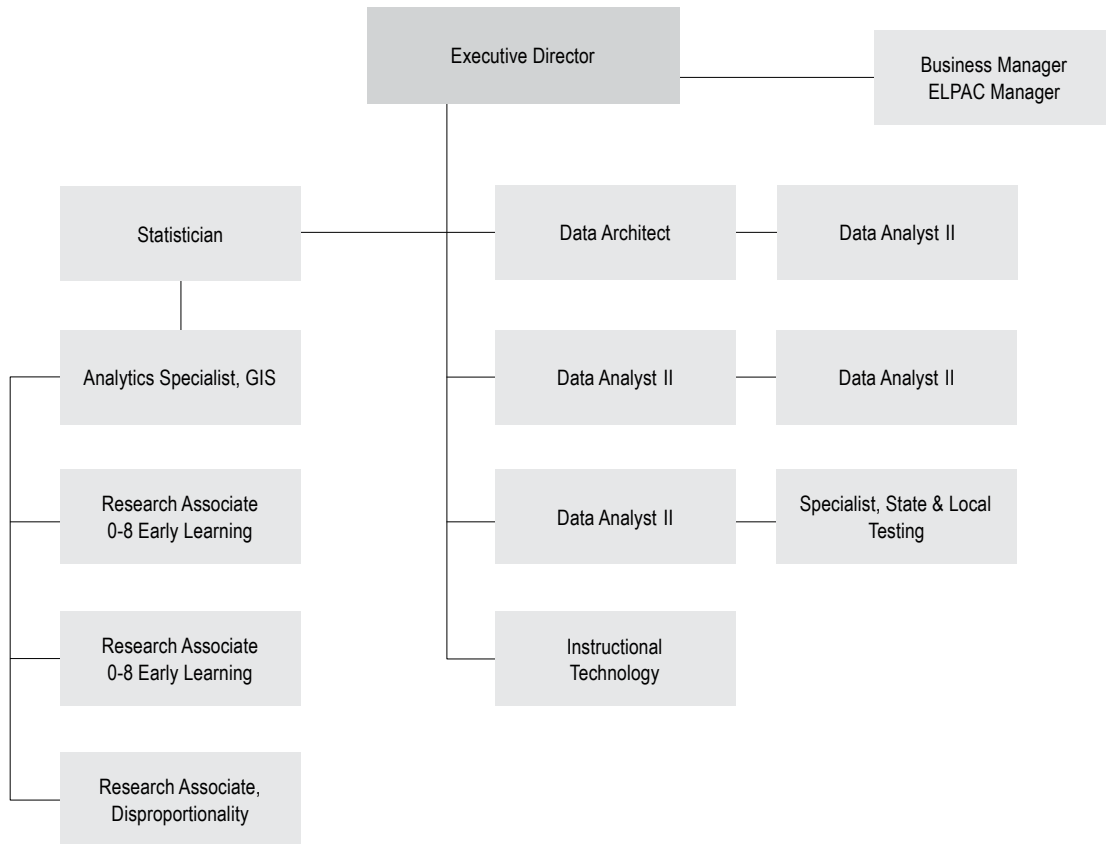 Executive Director
Business Manager
ELPAC Manager
Statistician
Data Architect
Data Analyst II
Analytics Specialist, GIS
Data Analyst II
Data Analyst II
Research Associate
0-8 Early Learning
Data Analyst II
Specialist, State & Local
Testing
Research Associate
0-8 Early Learning
Instructional
Technology
Research Associate,
Disproportionality